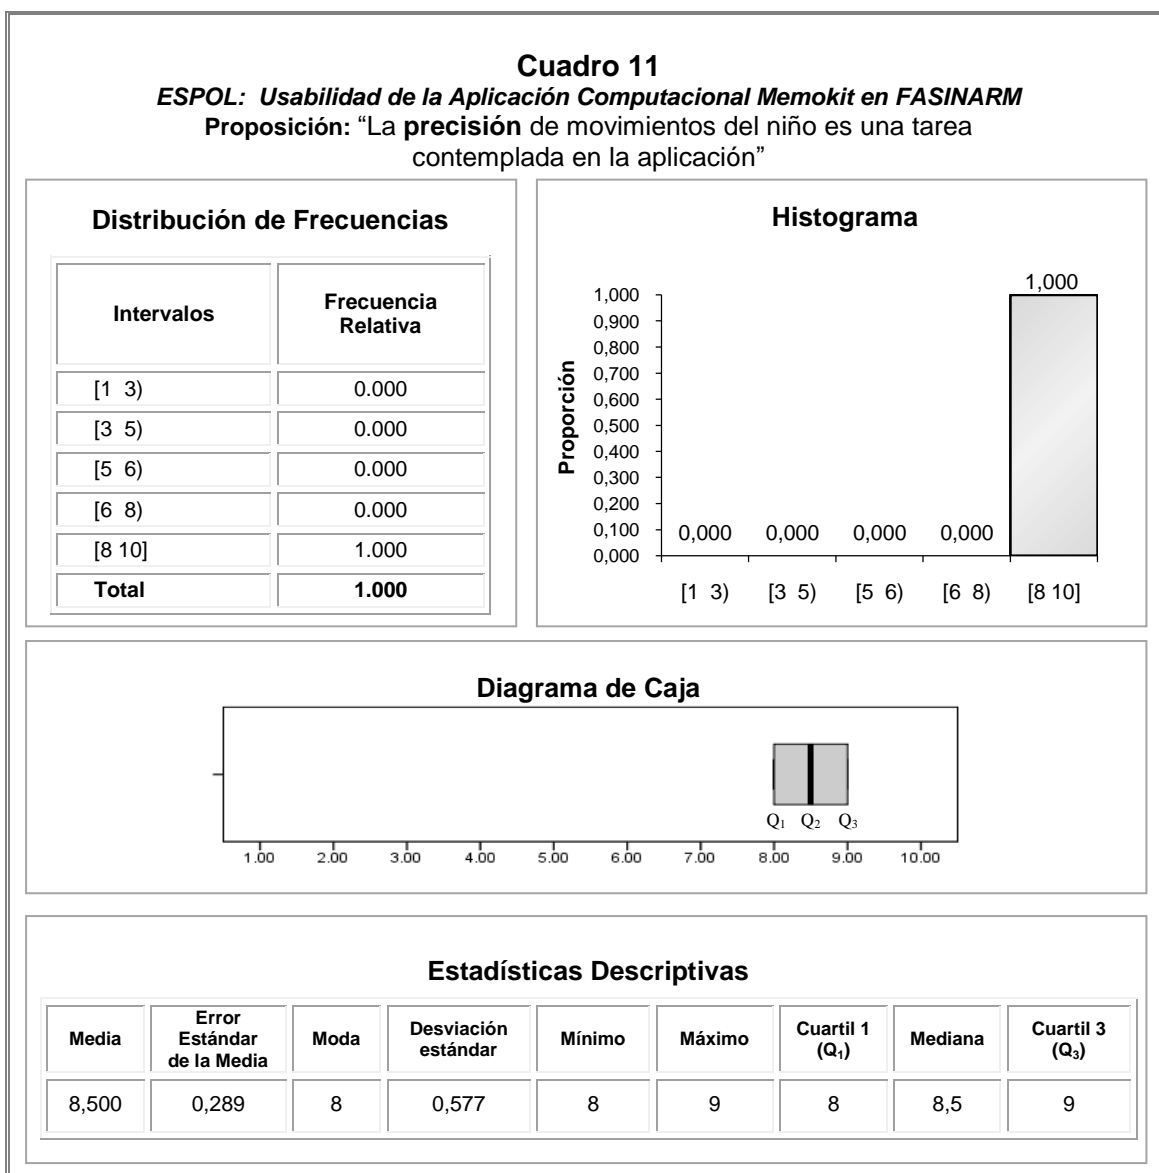 Cuadro 11
ESPOL: Usabilidad de la Aplicación Computacional Memokit en FASINARM
Proposición: “La precisión de movimientos del niño es una tarea
contemplada en la aplicación”
Distribución de Frecuencias
Intervalos
Frecuencia
Relativa
[1 3) 0.000
[3 5) 0.000
[5 6) 0.000
[6 8) 0.000
[8 10] 1.000
Total 1.000
Histograma
Proporción
1,000
0,900
0,800
0,700
0,600
0,500
0,400
0,300
0,200
0,100
0,000
0,000 0,000 0,000 0,000 1,000
[1 3) [3 5) [5 6) [6 8) [8 10]
Diagrama de Caja
Q1 Q2 Q3
1.00 2.00 3.00 4.00 5.00 6.00 7.00 8.00 9.00 10.00
Estadísticas Descriptivas
Media
Error
Estándar
de la Media
Moda
Desviación
estándar
Mínimo
Máximo
Cuartil 1
(Q1)
Mediana
Cuartil 3
(Q3)
8,500 0,289 8 0,577 8 9 8 8,5 9